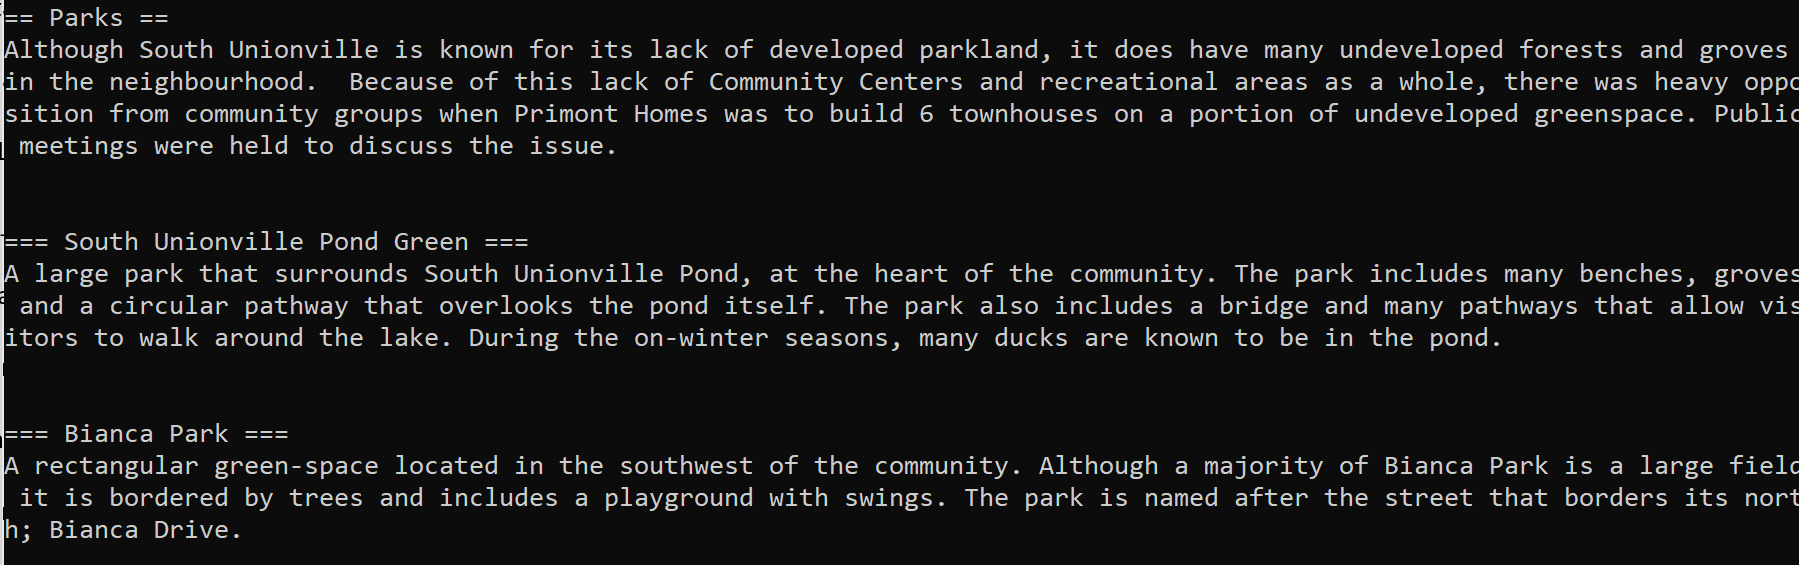 == Parks ==
Although South Unionville is known for its lack of developed parkland, it does have many undeveloped forests and groves
in the neighbourhood.  Because of this lack of Community Centers and recreational areas as a whole, there was heavy oppo
sition from community groups when Primont Homes was to build 6 townhouses on a portion of undeveloped greenspace. Public
 meetings were held to discuss the issue.
=== South Unionville Pond Green ===
A large park that surrounds South Unionville Pond, at the heart of the community. The park includes many benches, groves
 and a circular pathway that overlooks the pond itself. The park also includes a bridge and many pathways that allow vis
itors to walk around the lake. During the on-winter seasons, many ducks are known to be in the pond.
=== Bianca Park ===
A rectangular green-space located in the southwest of the community. Although a majority of Bianca Park is a large field
 it is bordered by trees and includes a playground with swings. The park is named after the street that borders its nort
h; Bianca Drive.